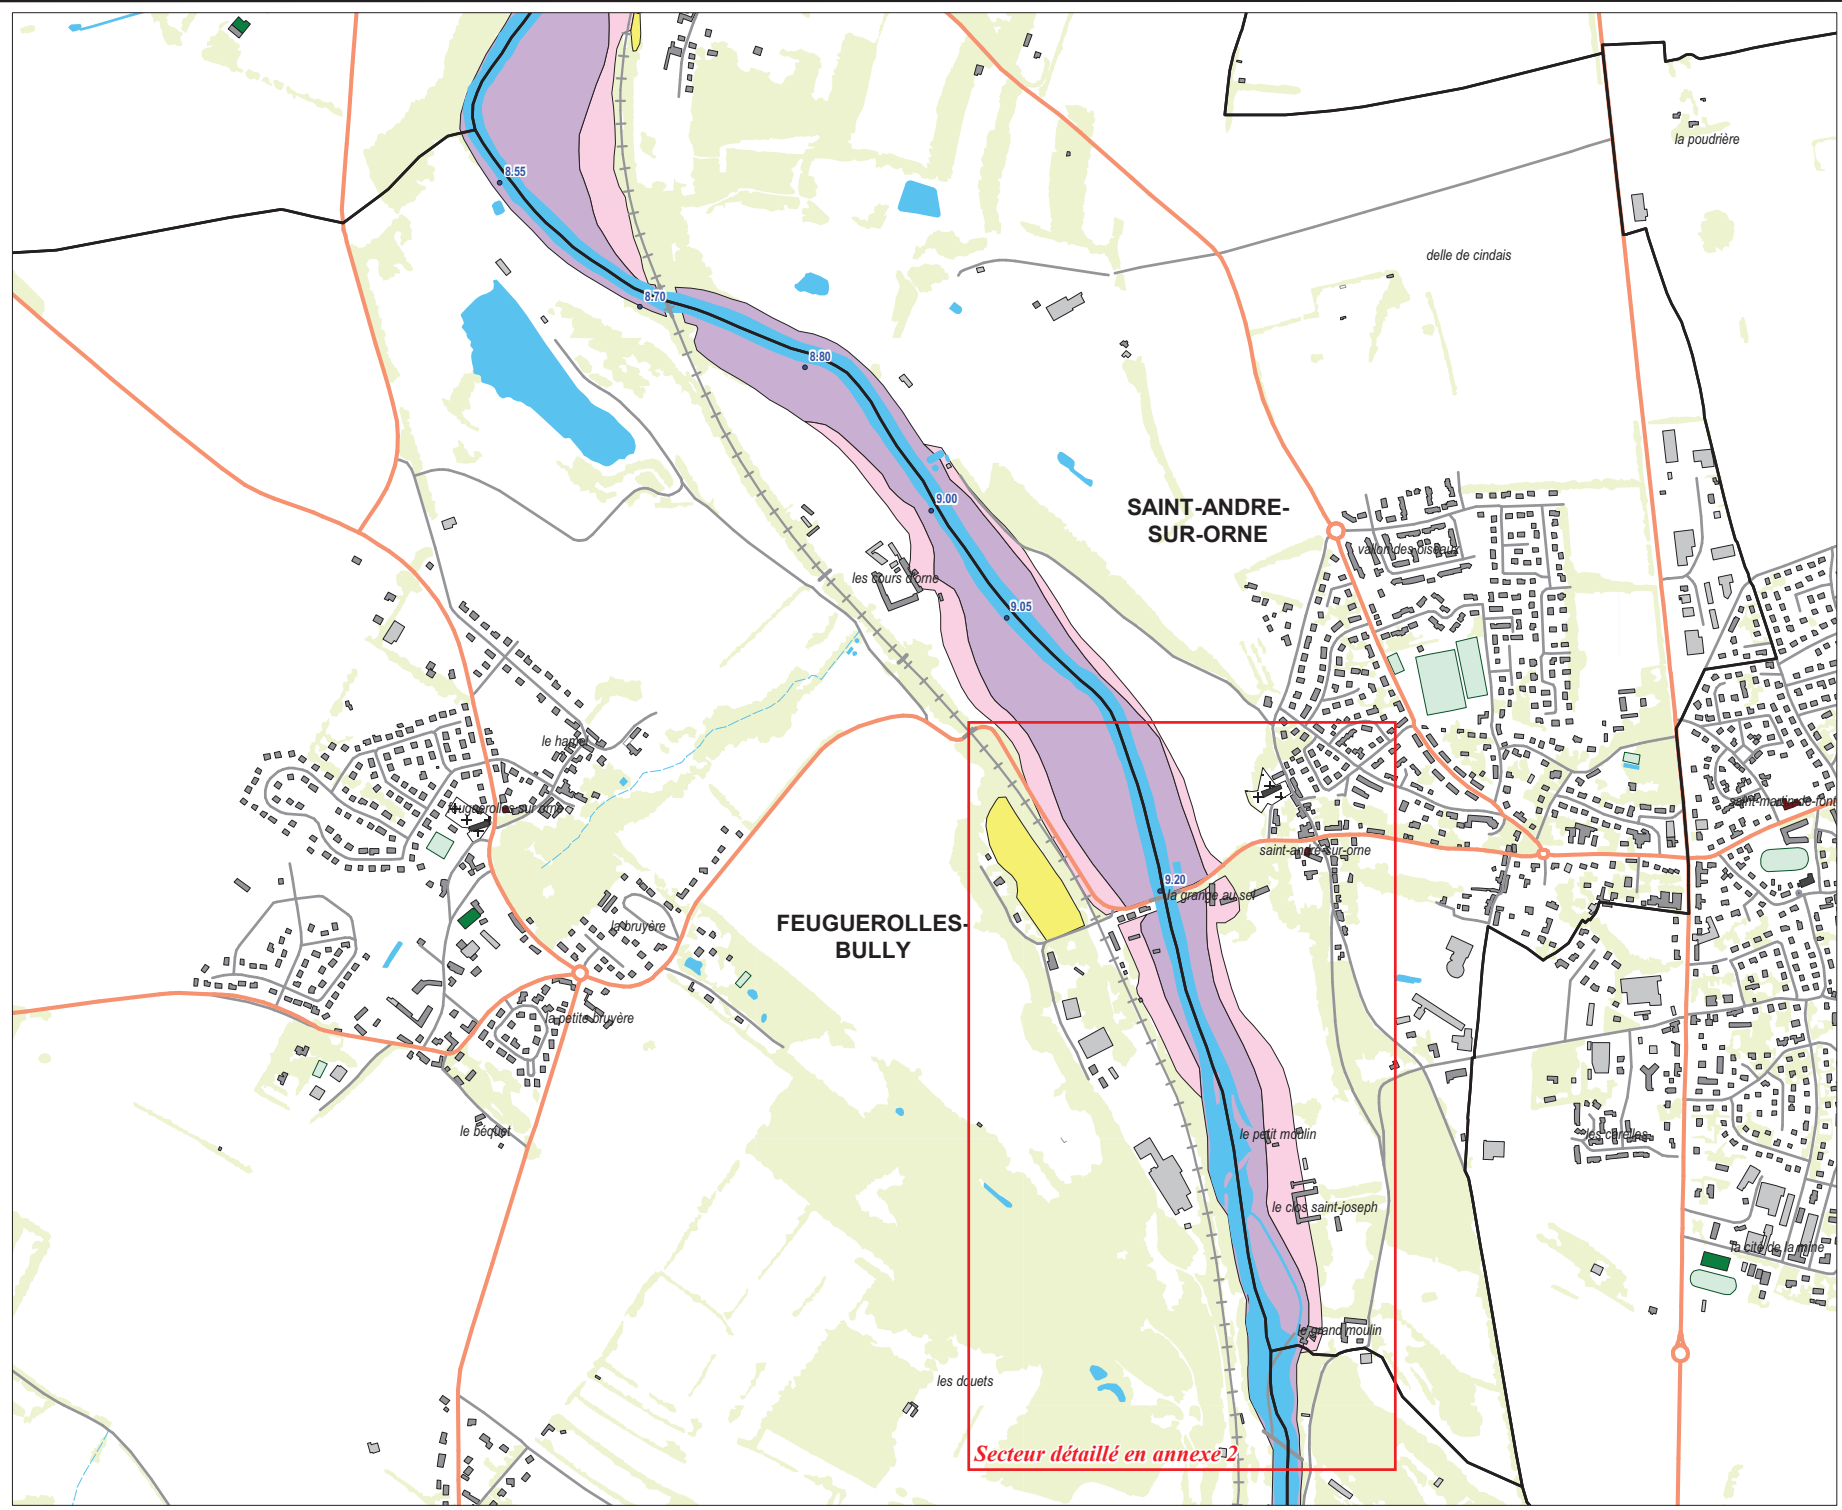 la poudrière
8.55
delle de cindais
8.70
8.80
9.00
SAINT-ANDRE-
SUR-ORNE
vallon des oiseaux
les cours d'orne
9.05
le hamel
feuguerolles-sur-orne
saint-martin-de-font
saint-andré-sur-orne
9.20
la grange au sel
FEUGUEROLLES-
BULLY
la bruyère
la petite bruyère
le béquet
le petit moulin
les carelles
le clos saint-joseph
la cité de la mine
le grand moulin
les douets
Secteur détaillé en annexe 2